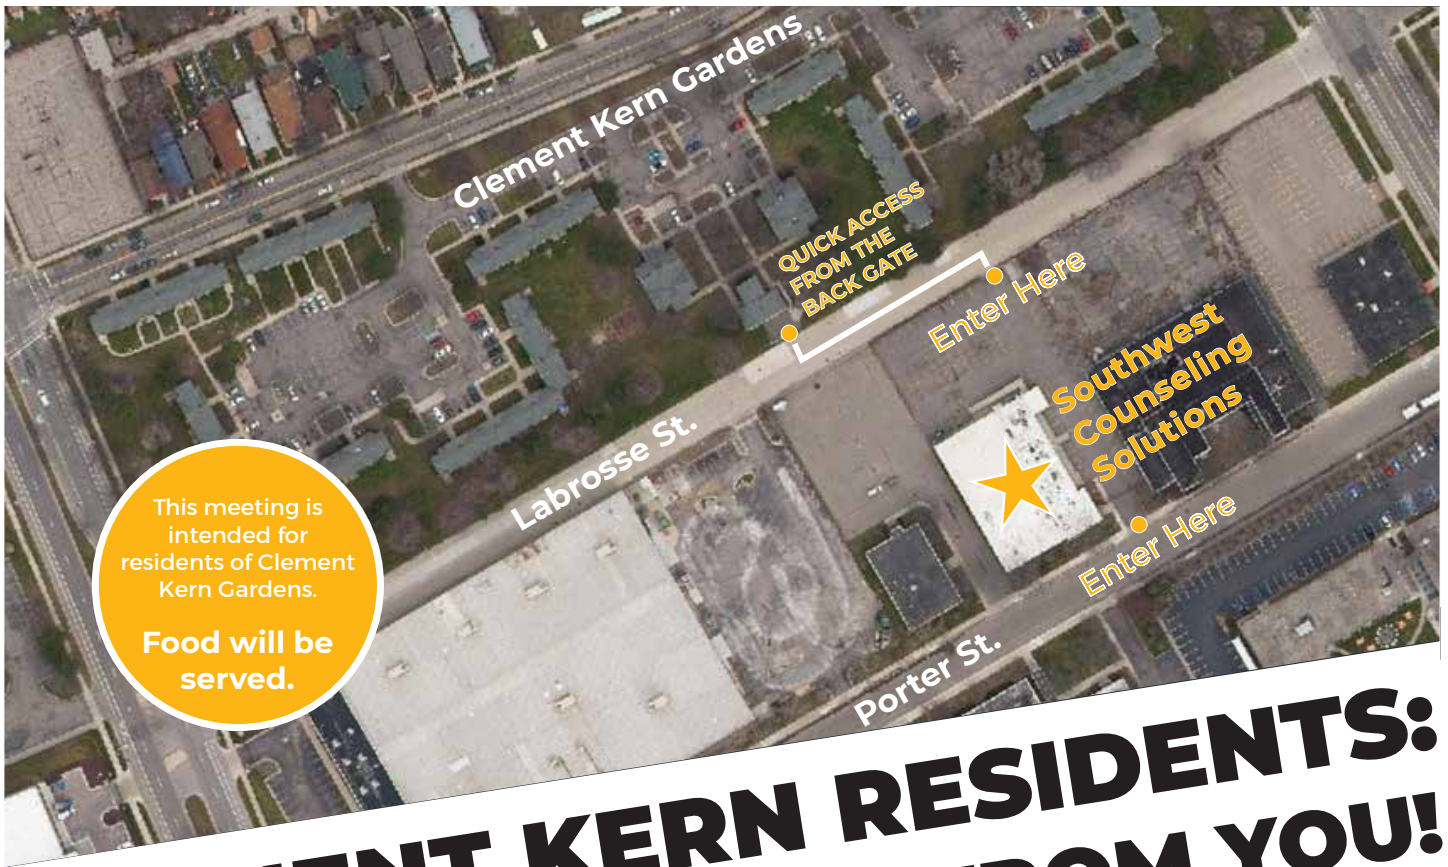 Clement Kern Gardens
QUICK ACCESS
FROM THE
BACK GATE
Enter Here
Southwest
Counseling
Solutions
Labrosse St.
Enter Here
Porter St.
This meeting is
intended for
residents of Clement
Kern Gardens.
Food will be
served.
KERN RESIDENTS:
YOU!